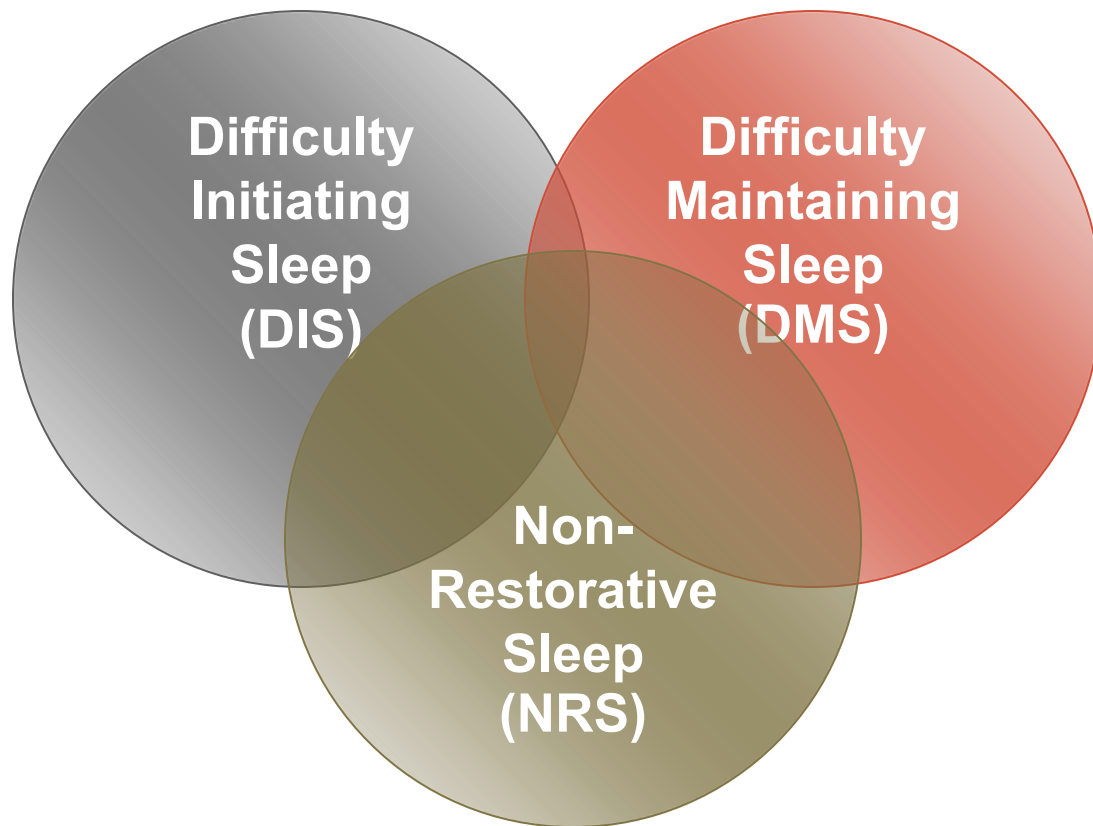 Difficulty
Initiating
Sleep
(DIS)
Difficulty
Maintaining
Sleep
(DMS)
Non-
Restorative
Sleep
(NRS)